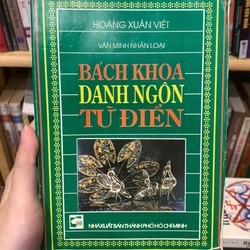 HOÀNG XUÂN VIỆT
VĂN MINH NHÂN LOẠI
BÁCH KHOA
DANH NGÔN
TỪ ĐIỂN
NHÀ XUẤT BẢN THÀNH PHỐ HỒ CHÍ MINH